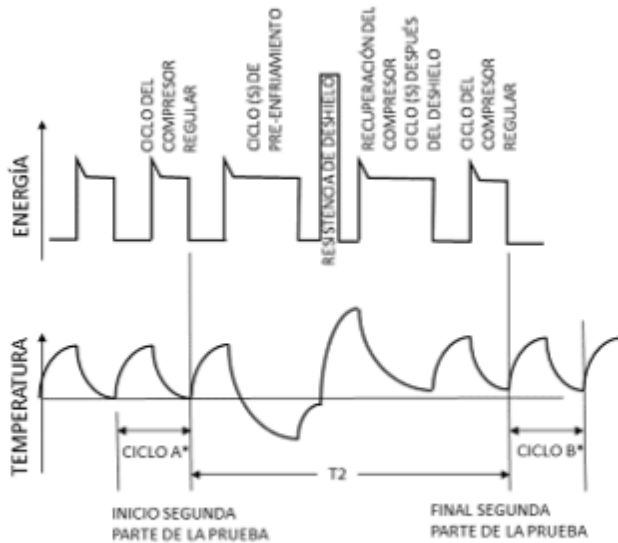 CICLO DEL
COMPRESOR
REGULAR
CICLO (S) DE
PRE-ENFRIAMIENTO
RESISTENCIA DE DESHIELO
RECUPERACIÓN DEL
COMPRESOR
CICLO (S) DESPUÉS
DEL DESHIELO
CICLO DEL
COMPRESOR
REGULAR
ENERGÍA
TEMPERATURA
CICLO A*
T2
CICLO B*
INICIO SEGUNDA
PARTE DE LA PRUEBA
FINAL SEGUNDA
PARTE DE LA PRUEBA